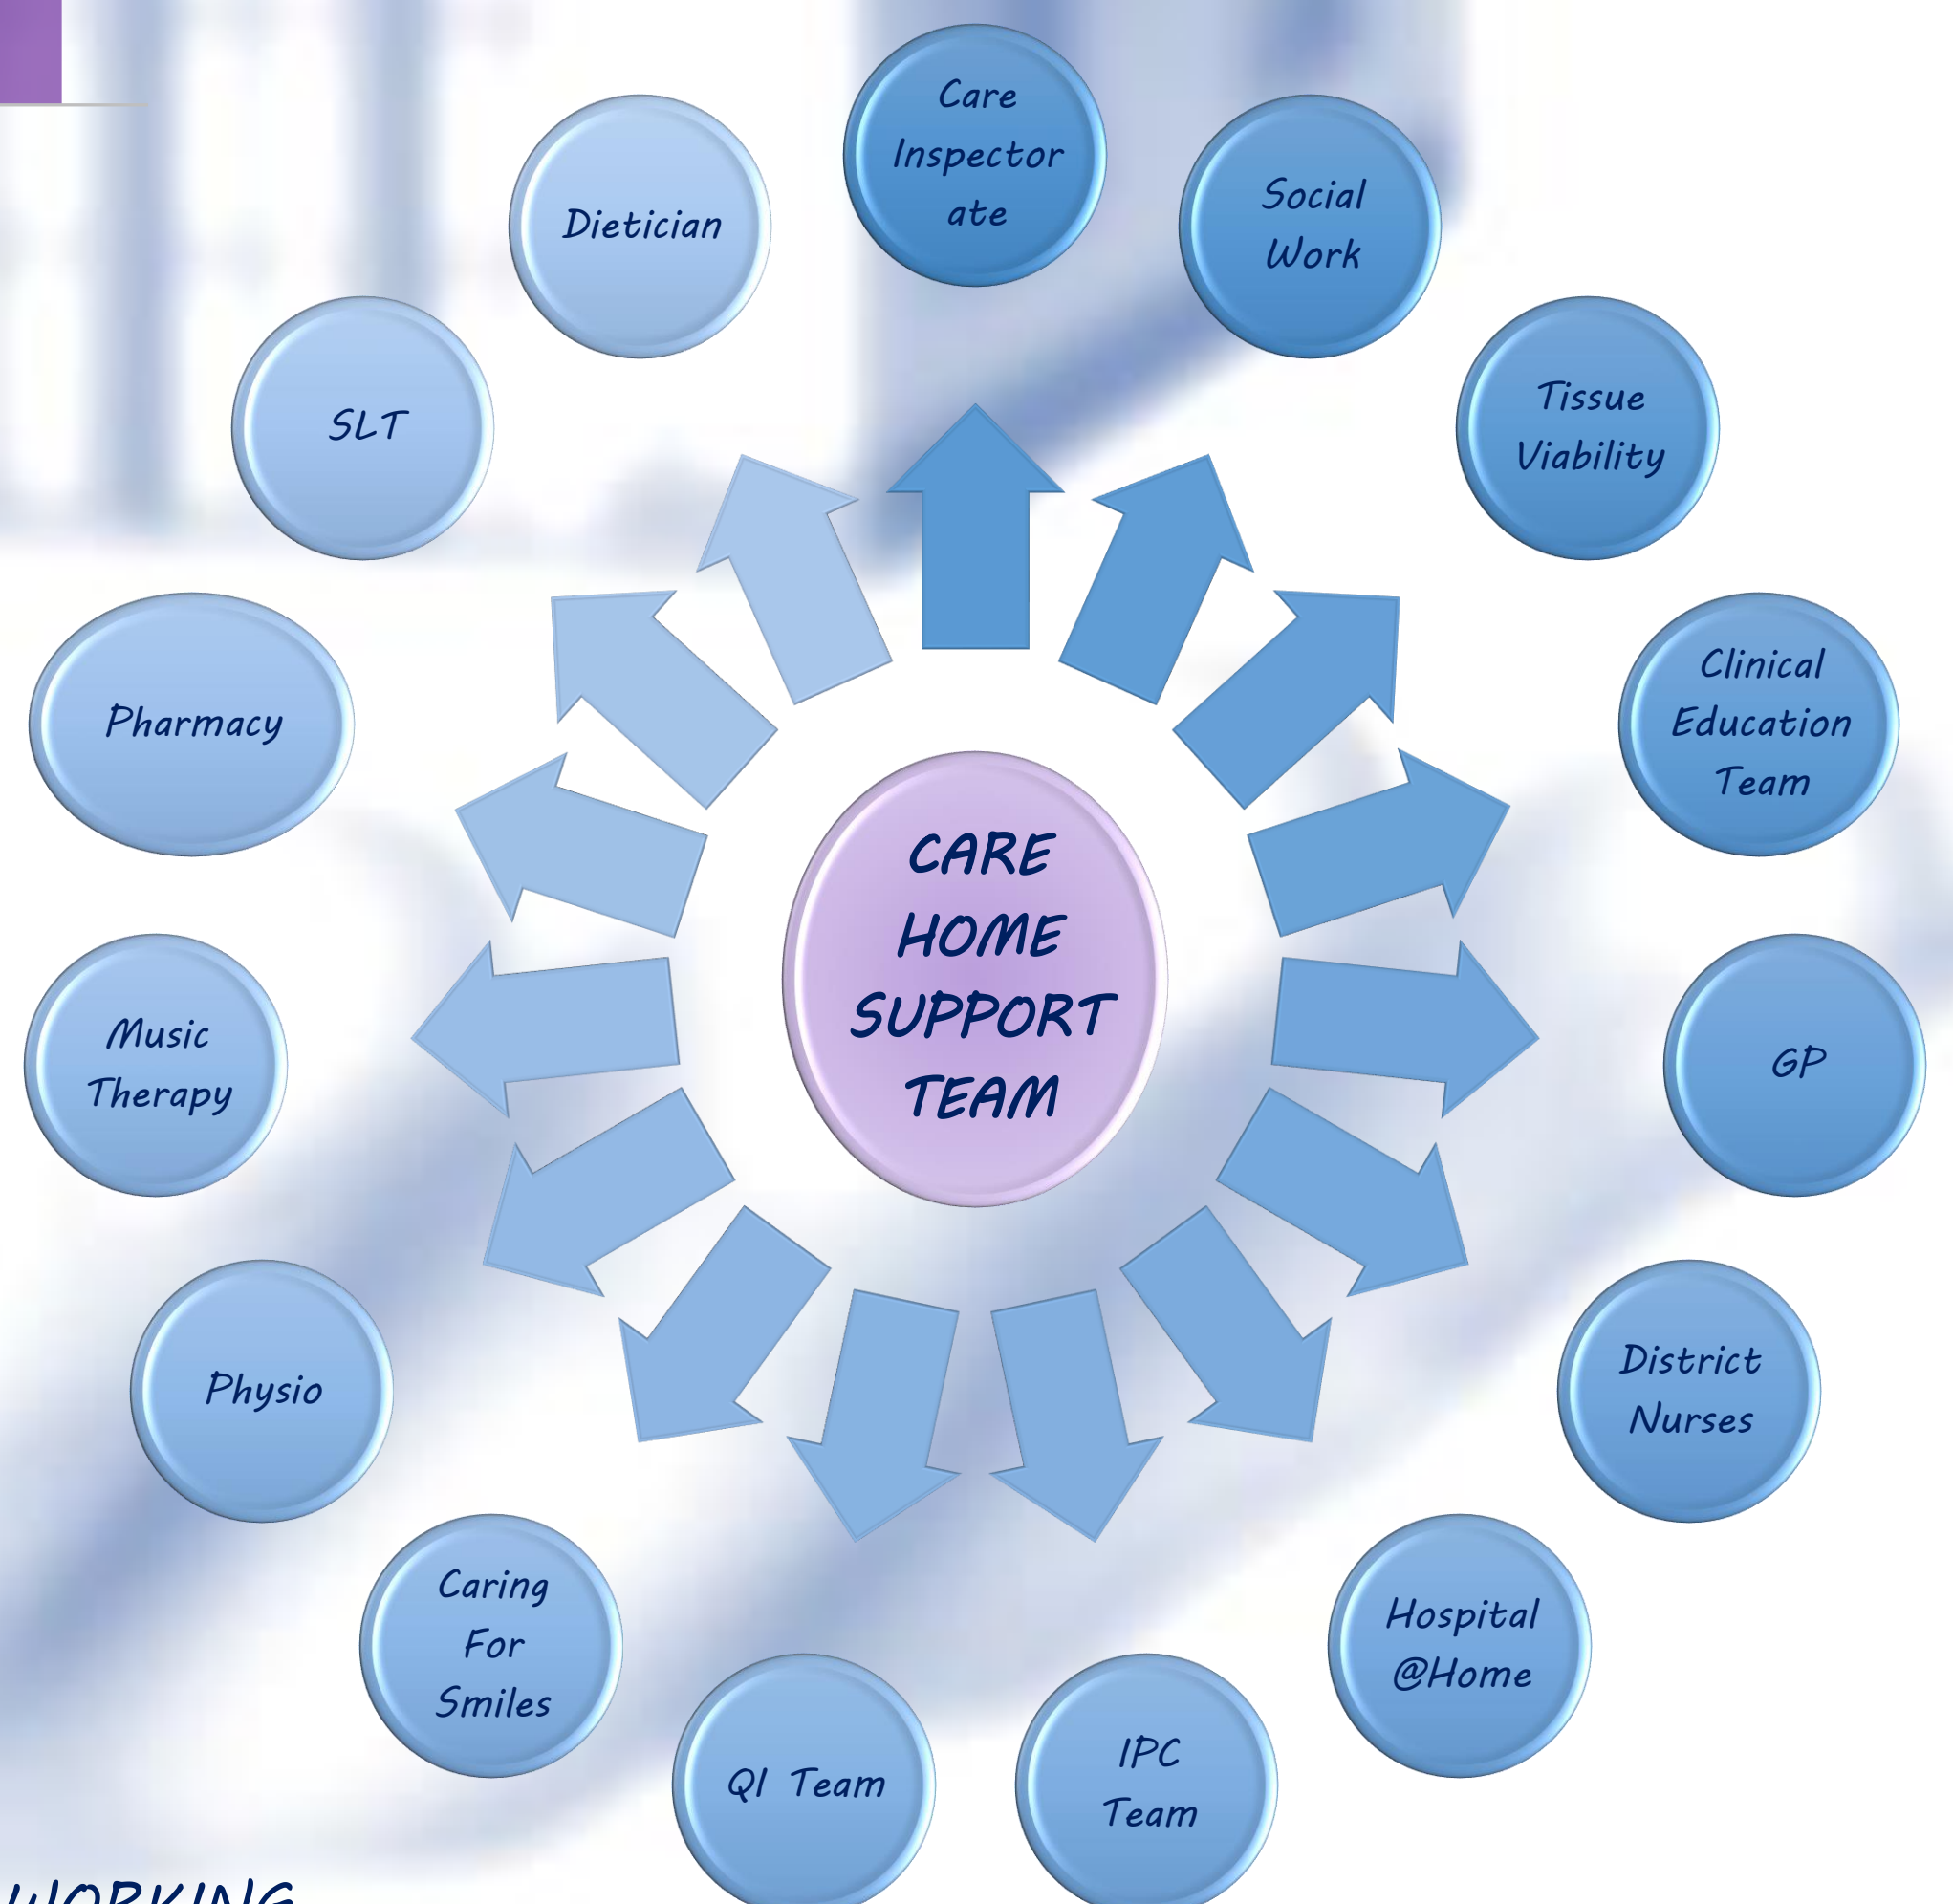 Care
Inspector
ate
Social
Work
Tissue
Viability
Clinical
Education
Team
GP
District
Nurses
Hospital
@Home
IPC
Team
QI Team
Caring
For
Smiles
Physio
Music
Therapy
Pharmacy
SLT
Dietician
CARE
HOME
SUPPORT
TEAM
WORKING